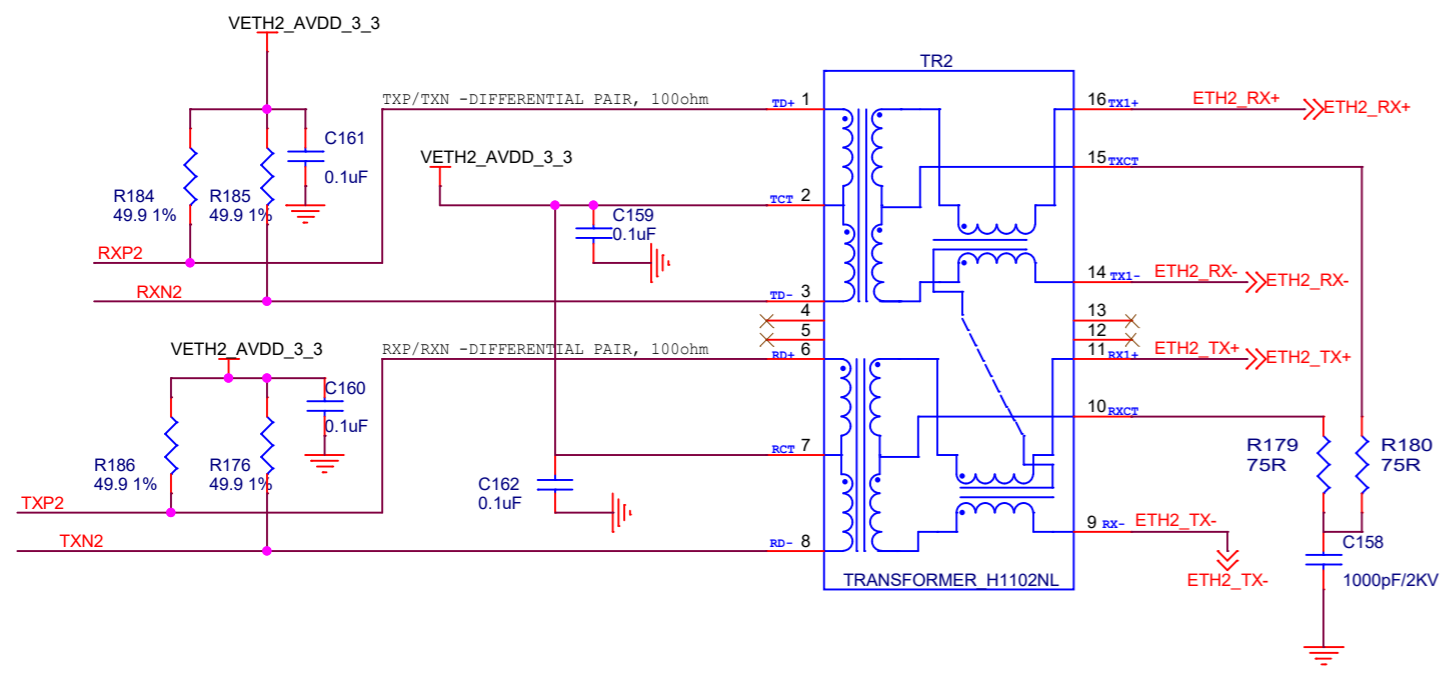 VETH2_AVDD_3_3
TR2
TXP/TXN -DIFFERENTIAL PAIR, 100ohm
TD+ 1
16 TX1+
ETH2_RX+
ETH2_RX+
C161
0.1uF
VETH2_AVDD_3_3
15 TXCT
R184
49.9 1%
R185
49.9 1%
TCT 2
C159
0.1uF
RXP2
RXN2
TD- 3
14 TX1-
ETH2_RX-
ETH2_RX-
4
13
5
12
VETH2_AVDD_3_3
RXP/RXN -DIFFERENTIAL PAIR, 100ohm
RD+ 6
11 RX1+
ETH2_TX+
ETH2_TX+
C160
0.1uF
10 RXCT
R186
49.9 1%
R176
49.9 1%
RCT 7
R179
75R
R180
75R
C162
0.1uF
TXP2
TXN2
RD- 8
9 RX-
ETH2_TX-
C158
1000pF/2KV
ETH2_TX-
TRANSFORMER_H1102NL